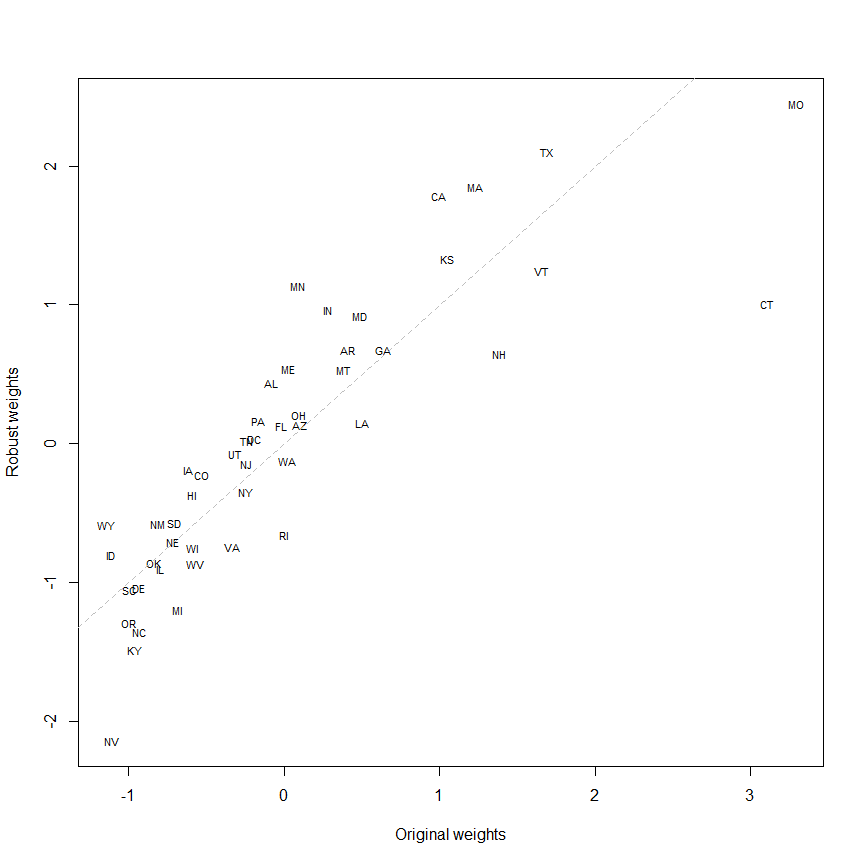 MO
TX
MA
CA
KS
VT
MN
IN
MD
CT
AR
GA
NH
ME
MT
AL
OH
PA
FL
AZ
LA
TN
DC
UT
NJ
WA
IA
CO
HI
NY
WY
NM
SD
RI
NE
WI
VA
ID
OK
IL
WV
SC
DE
MI
OR
NC
KY
NV
2
1
0
-1
-2
Robust weights
-1 0 1 2 3
Original weights